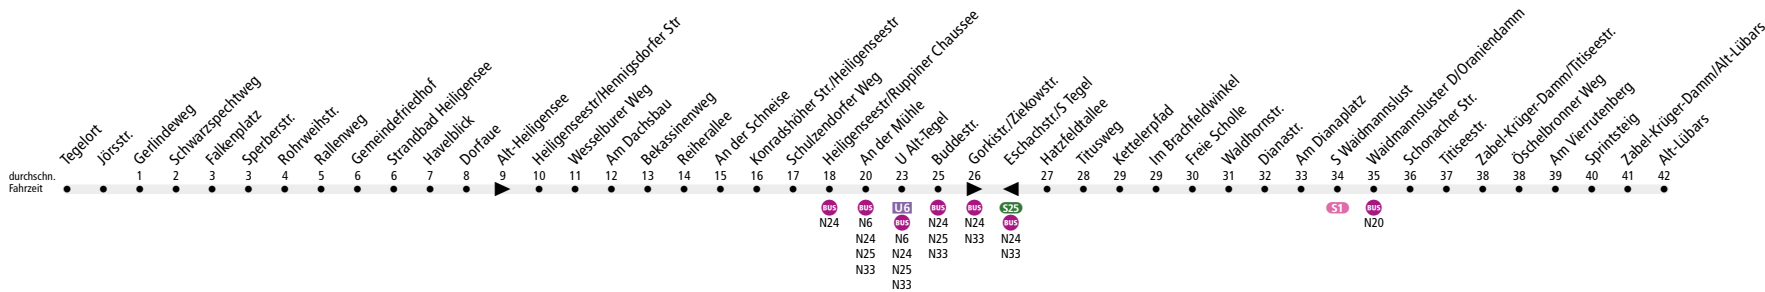 Tegelort
Jörsstr.
Gerlindeweg
Schwarzspechtweg
Falkenplatz
Sperberstr.
Rohrweihstr.
Rallenweg
Gemeindefriedhof
Strandbad Heiligensee
Havelblick
Dorfaue
Alt-Heiligensee
Heiligenseestr/Hennigsdorfer Str
Wesselburer Weg
Am Dachsbau
Bekassinenweg
Reiherallee
An der Schneise
Konradshöher Str./Heiligenseestr
Schulzendorfer Weg
Heiligenseestr/Ruppiner Chaussee
An der Mühle
U Alt-Tegel
Buddestr.
Gorkistr./Ziekowstr.
Eschachstr./S Tegel
Hatzfeldtallee
Titusweg
Kettelerpfad
Im Brachfeldwinkel
Freie Scholle
Waldhornstr.
Dianastr.
Am Dianaplatz
S Waidmannslust
Waidmannsluster D/Oraniendamm
Schonacher Str.
Titiseestr.
Zabel-Krüger-Damm/Titiseestr.
Öschelbronner Weg
Am Vierrutenberg
Sprintsteig
Zabel-Krüger-Damm/Alt-Lübars
Alt-Lübars
durchschn. 1 2 3 3 4 5 6 6 7 8 9 10 11 12 13 14 15 16 17 18 20 23 25 26 27 28 29 29 30 31 32 33 34 35 36 37 38 38 39 40 41 42
Fahrzeit
BUS BUS U6 BUS BUS S25 S1 BUS
N24 N6 BUS N24 N24 BUS N20
N24 N6 N25 N33 N24
N25 N24 N33 N33
N33 N25
N33